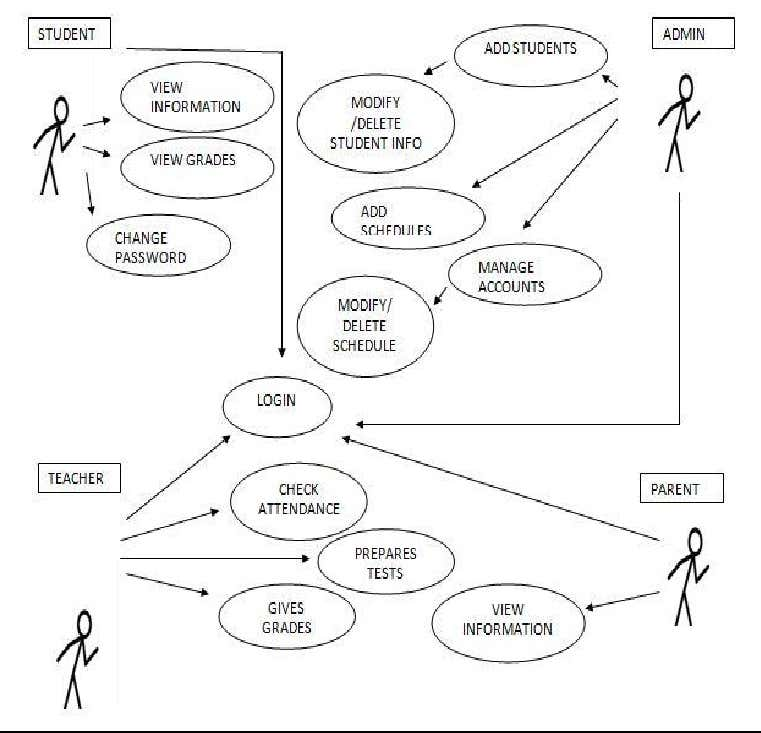 STUDENT
ADD STUDENTS
ADMIN
VIEW
INFORMATION
MODIFY
/DELETE
STUDENT INFO
VIEW GRADES
ADD
SCHEDULES
CHANGE
PASSWORD
MANAGE
ACCOUNTS
MODIFY/
DELETE
SCHEDULE
LOGIN
TEACHER
CHECK
ATTENDANCE
PARENT
PREPARES
TESTS
GIVES
GRADES
VIEW
INFORMATION